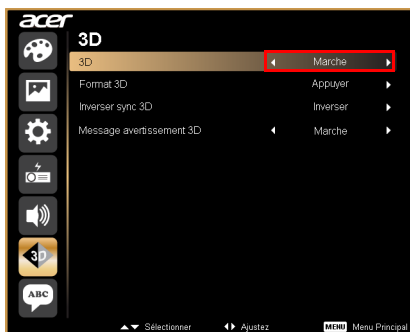 acer
3D
3D Marche
Format 3D Appuyer
Inverser sync 3D Inverser
Message avertissement 3D Marche
3D
ABC
Sélectionner Ajustez MENU Menu Principal